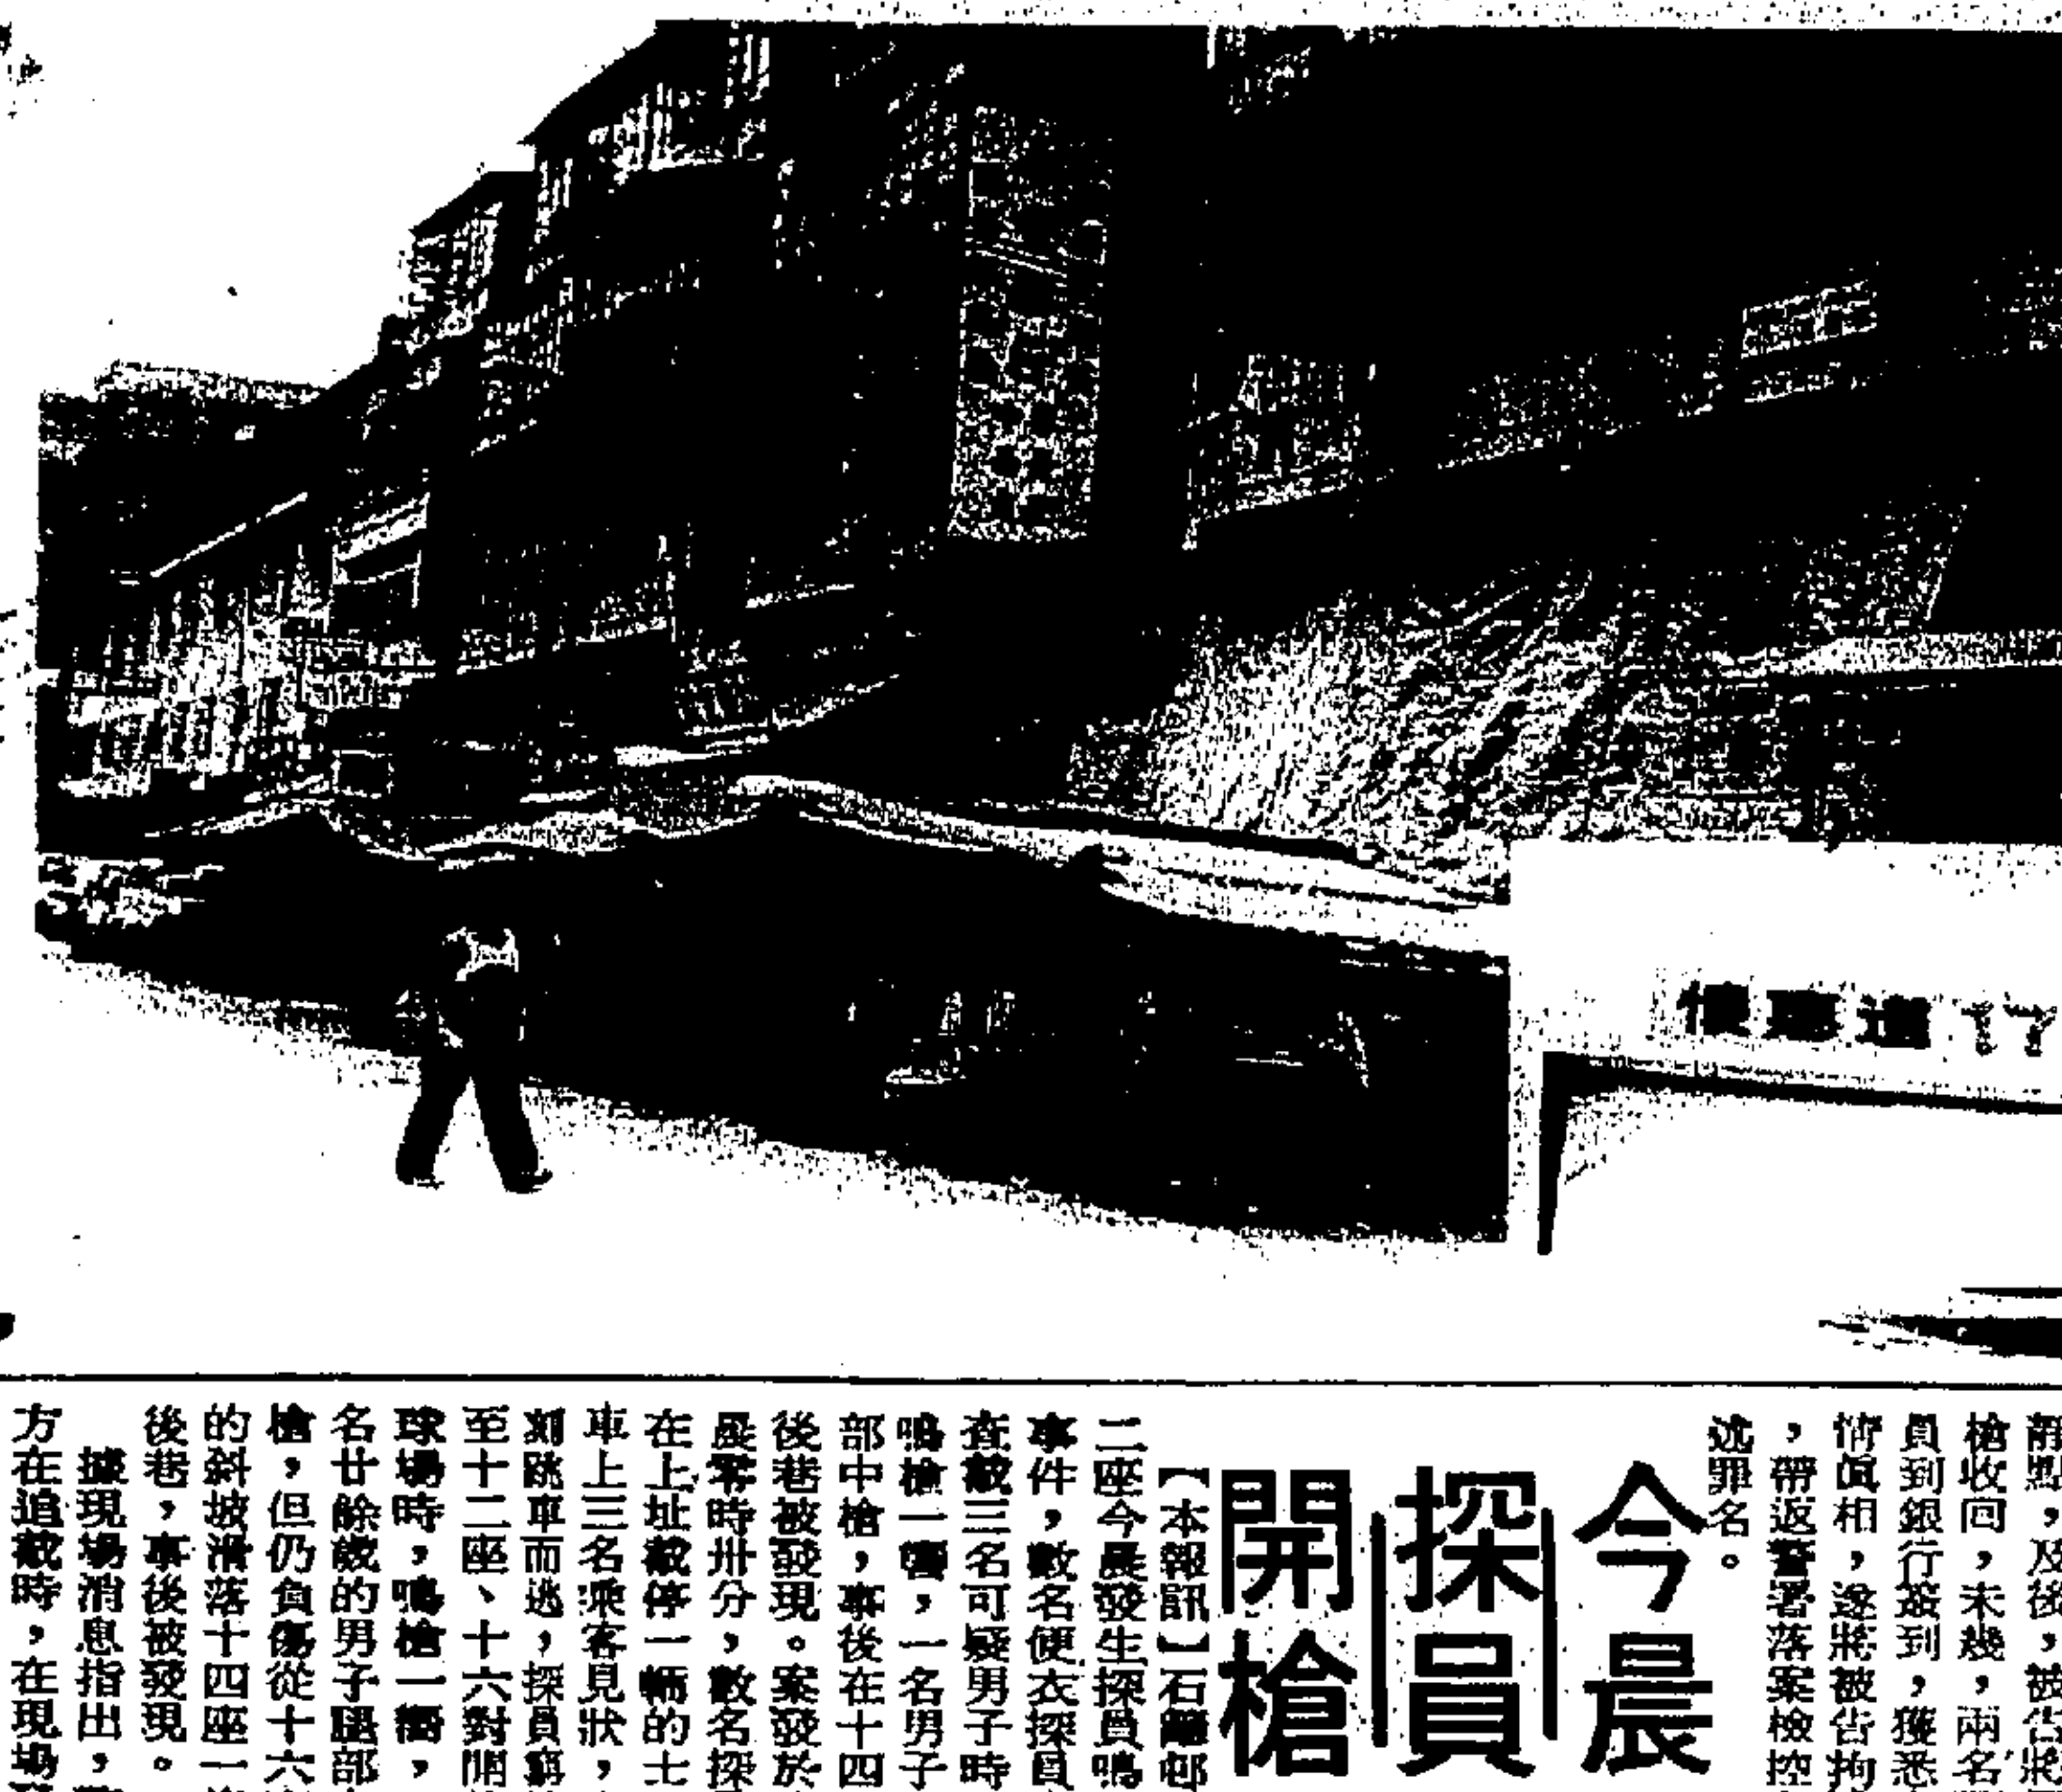 道
靜點，及後，被告將
槍收回，未幾，兩名
員到銀行簽到，獲悉
情眞相，遂將被告拘
，帶返警署落案檢控
述罪名。
今晨
探員
開槍
【本報訊】石
二座今晨發生探員鳴
事件，數名便衣探員
查截三名可疑男子時
鳴槍一響，一名男子
部中槍，事後在十四
後巷被發現。案發於
晨零時卅分，數名探
在上址截停一輛的士
車上三名乘客見狀，
刻跳車而逃，探員窮
至十二座、十六對開
球場時，鳴槍一響，
名廿餘歲的男子腿部
槍，但仍負傷從十六
的斜坡滑落十四座一
後巷，事後被發現。
據現場消息指出，
方在追截時，在現場